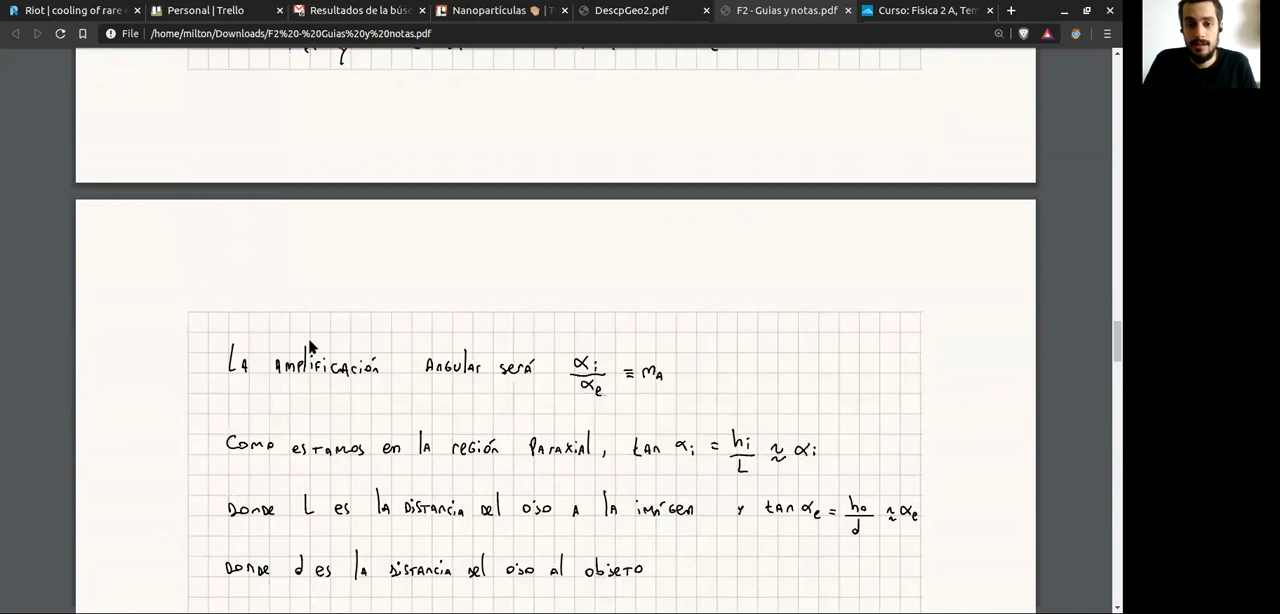 Riot | cooling of rare e
Personal | Trello
Resultados de la bús
Nanopartículas 👋🏼 | T
DescpGeo2.pdf
F2 - Guias y notas.pdf
Curso: Fisica 2 A, Tem
File /home/milton/Downloads/F2%20-%20Guias%20y%20notas.pdf
La amplificación angular será αi/αe ≡ mA
Como estamos en la región paraxial, tan αi = hi/L ≈ αi
Donde L es la distancia del ojo a la imágen y tan αe = ho/d ≈ αe
donde d es la distancia del ojo al objeto